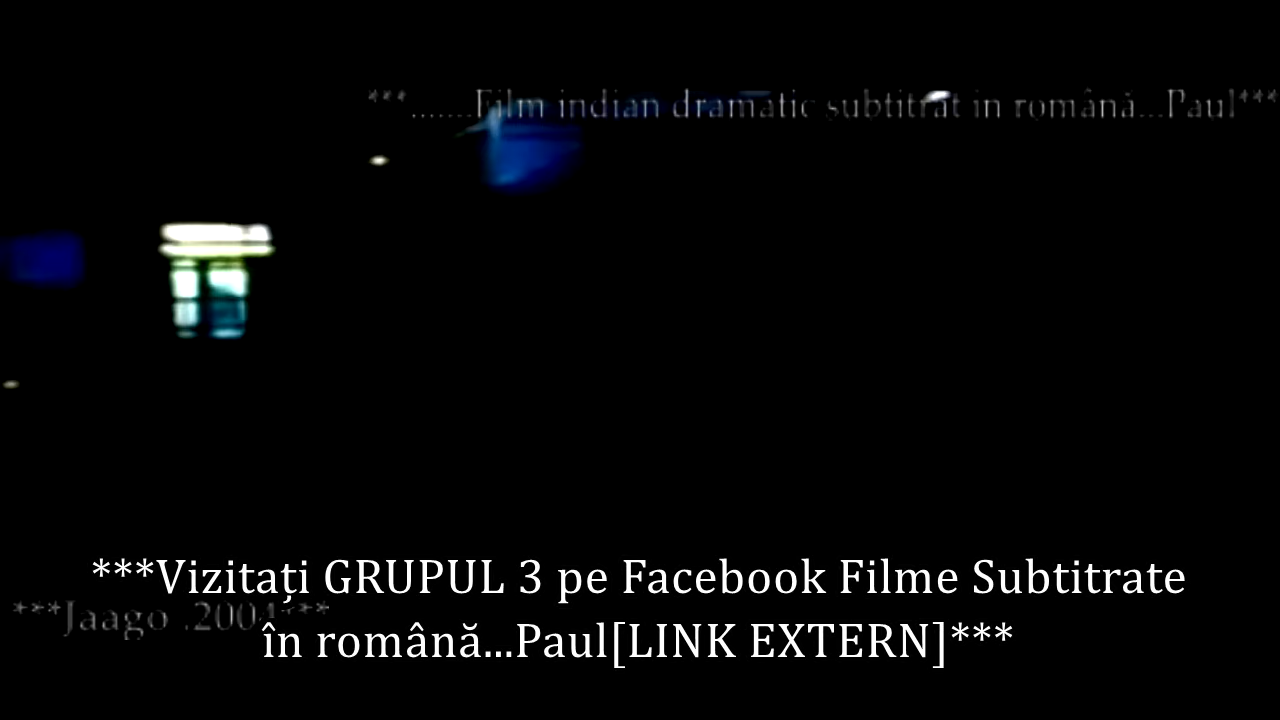 ***.......Film indian dramatic subtitrat in română...Paul***
***Vizitați GRUPUL 3 pe Facebook Filme Subtitrate
***Jaago .2004***
în română...Paul[LINK EXTERN]***